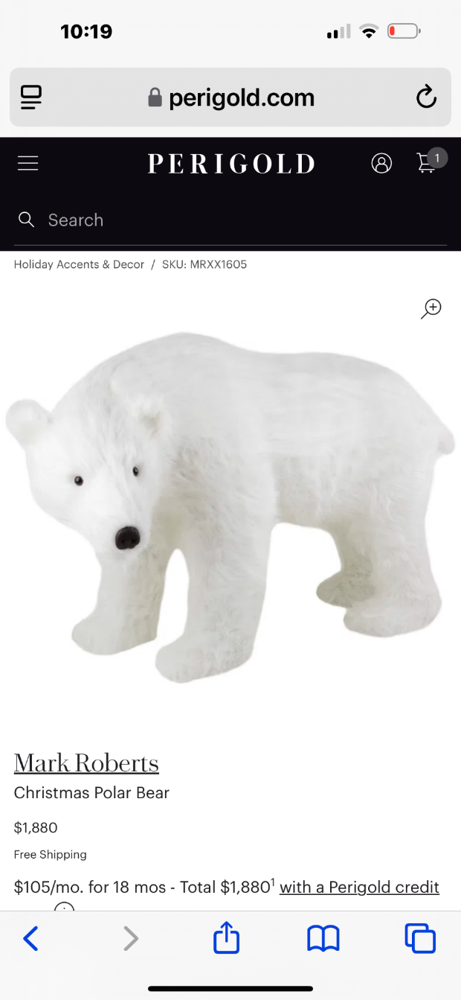 10:19
perigold.com
PERIGOLD
1
Search
Holiday Accents & Decor / SKU: MRXX1605
Mark Roberts
Christmas Polar Bear
$1,880
Free Shipping
$105/mo. for 18 mos - Total $1,880¹ with a Perigold credit